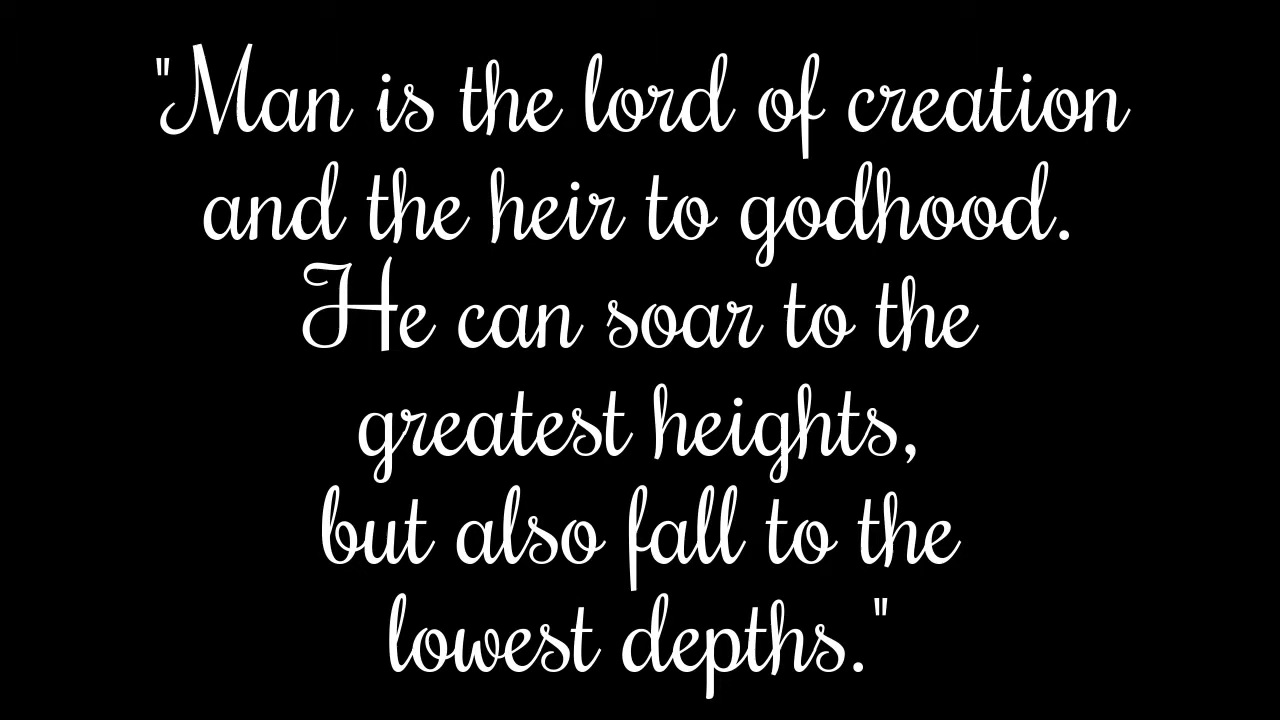 "Man is the lord of creation
and the heir to godhood.
He can soar to the
greatest heights,
but also fall to the
lowest depths."